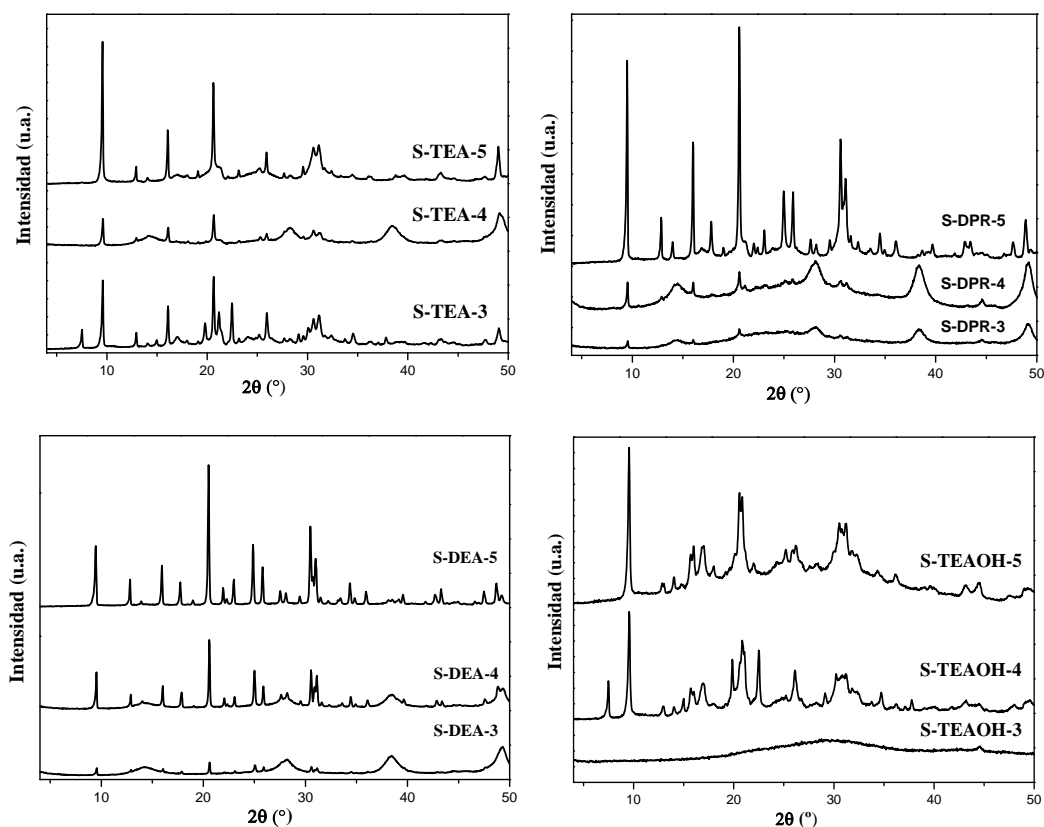 Intensidad (u.a.)
S-TEA-5
S-TEA-4
S-TEA-3
10 20 30 40 50
2θ (°)
Intensidad (u.a.)
S-DPR-5
S-DPR-4
S-DPR-3
10 20 30 40 50
2θ (°)
Intensidad (u.a.)
S-DEA-5
S-DEA-4
S-DEA-3
10 20 30 40 50
2θ (°)
Intensidad (u.a.)
S-TEAOH-5
S-TEAOH-4
S-TEAOH-3
10 20 30 40 50
2θ (º)